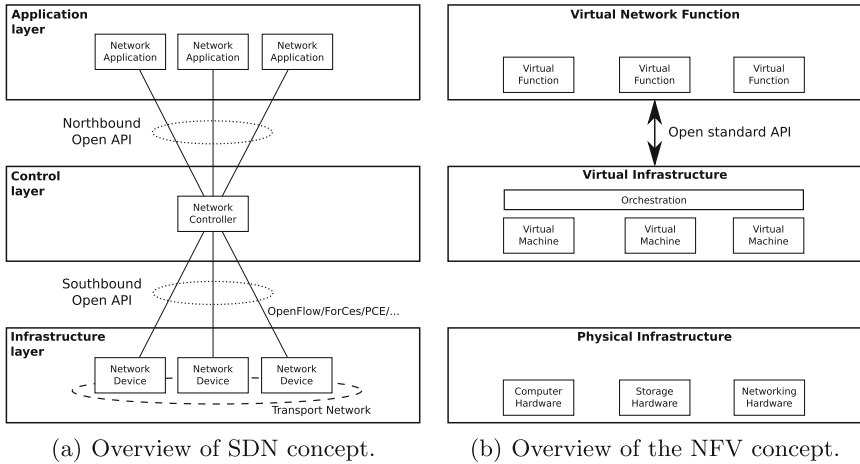 Application
layer
Network
Application
Network
Application
Network
Application
Northbound
Open API
Control
layer
Network
Controller
Southbound
Open API
OpenFlow/ForCes/PCE/...
Infrastructure
layer
Network
Device
Network
Device
Network
Device
Transport Network
(a) Overview of SDN concept.
Virtual Network Function
Virtual
Function
Virtual
Function
Virtual
Function
Open standard API
Virtual Infrastructure
Orchestration
Virtual
Machine
Virtual
Machine
Virtual
Machine
Physical Infrastructure
Computer
Hardware
Storage
Hardware
Networking
Hardware
(b) Overview of the NFV concept.